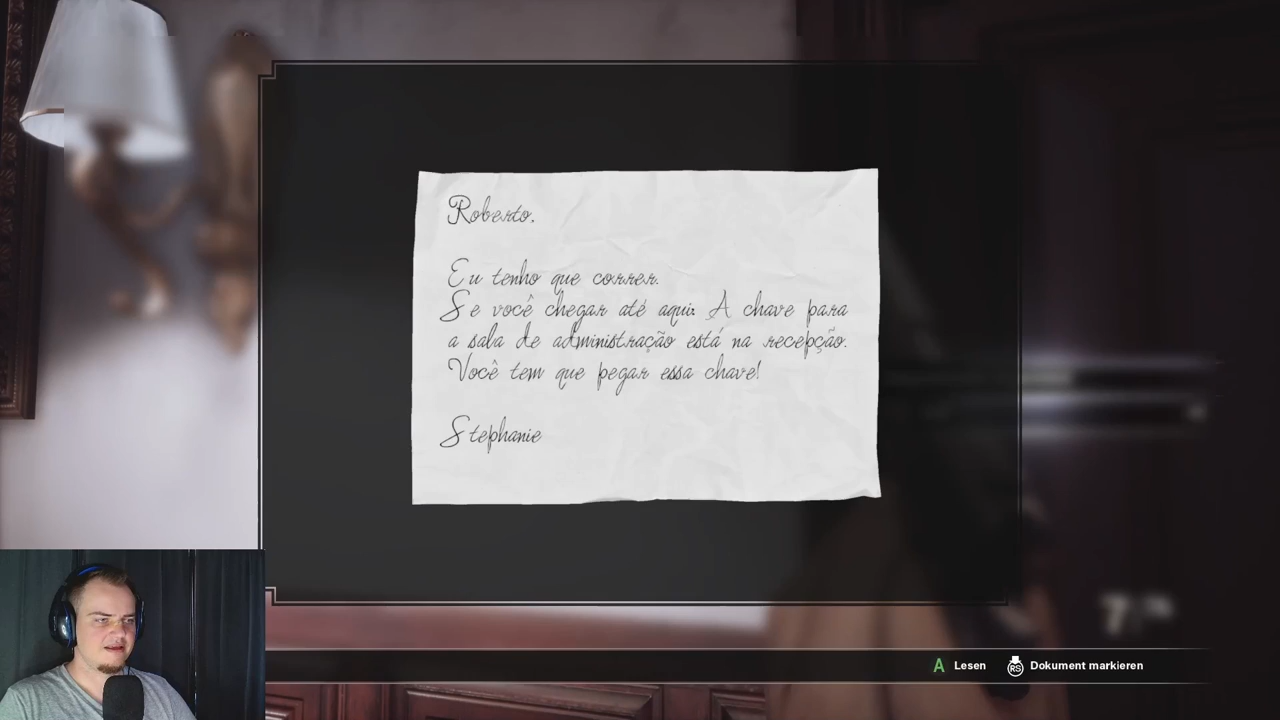 Roberto,
Eu tenho que correr.
Se você chegar até aqui: A chave para
a sala de administração está na recepção.
Você tem que pegar essa chave!
Stephanie
A Lesen RS Dokument markieren